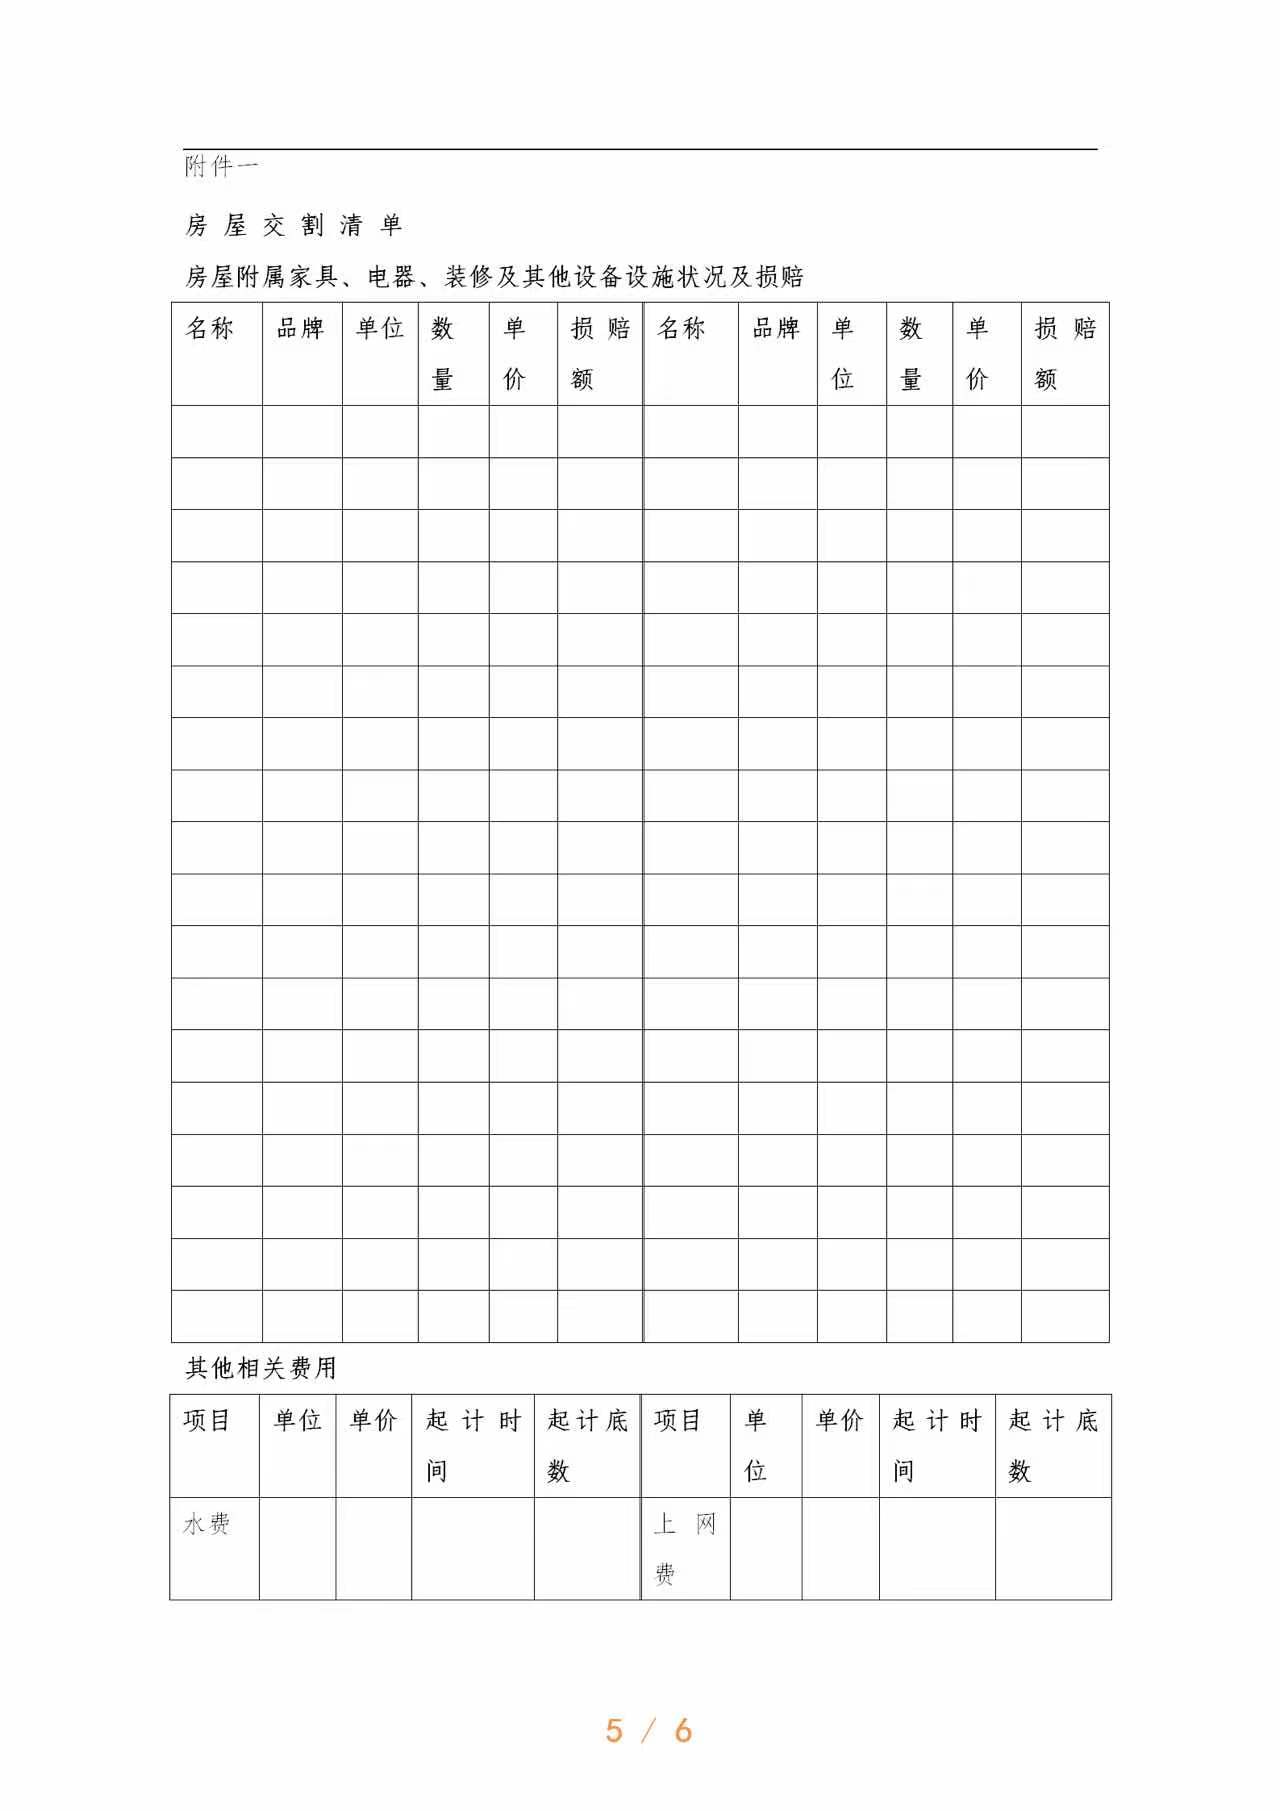 附件一
房屋交割清单
房屋附属家具、电器、装修及其他设备设施状况及损赔
名称 品牌 单位 数量 单价 损赔额 名称 品牌 单位 数量 单价 损赔额
其他相关费用
项目 单位 单价 起计时间 起计底数 项目 单位 单价 起计时间 起计底数
水费 上网费
5 / 6